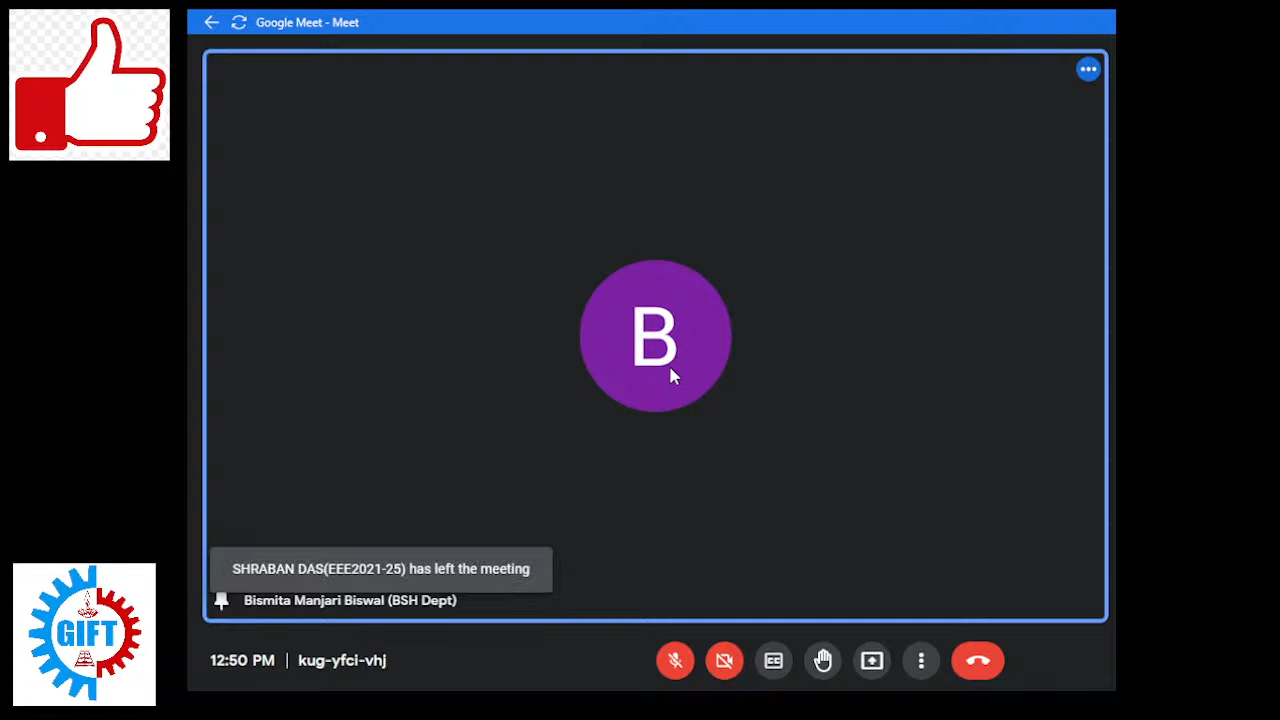 Google Meet - Meet
B
SHRABAN DAS(EEE2021-25) has left the meeting
Bismita Manjari Biswal (BSH Dept)
12:50 PM | kug-yfci-vhj
CC
GIFT